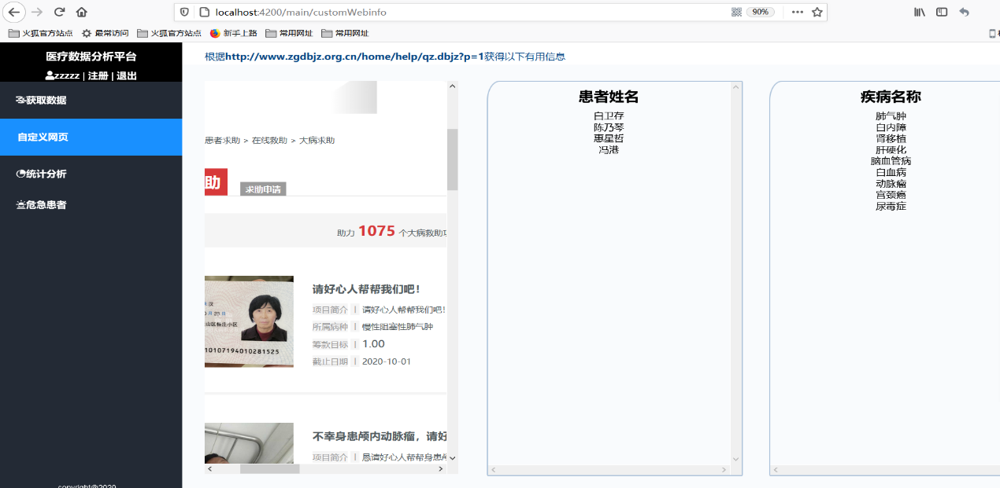 localhost:4200/main/customWebinfo
90%
火狐官方站点 最常访问 火狐官方站点 新手上路 常用网址 常用网址
医疗数据分析平台
zzzzz | 注册 | 退出
获取数据
自定义网页
统计分析
危急患者
copyright@2020
根据http://www.zgdbjz.org.cn/home/help/qz.dbjz?p=1获得以下有用信息
患者求助 > 在线救助 > 大病求助
助 求助申请
助力 1075 个大病救助
请好心人帮帮我们吧！
项目简介 | 请好心人帮帮我们吧!
所属病种 | 慢性阻塞性肺气肿
筹款目标 | 1.00
截止日期 | 2020-10-01
不幸身患颅内动脉瘤，请好
项目简介 | 恳请好心人帮帮身患
患者姓名
白卫存
陈乃琴
惠星哲
冯港
疾病名称
肺气肿
白内障
肾移植
肝硬化
脑血管病
白血病
动脉瘤
宫颈癌
尿毒症